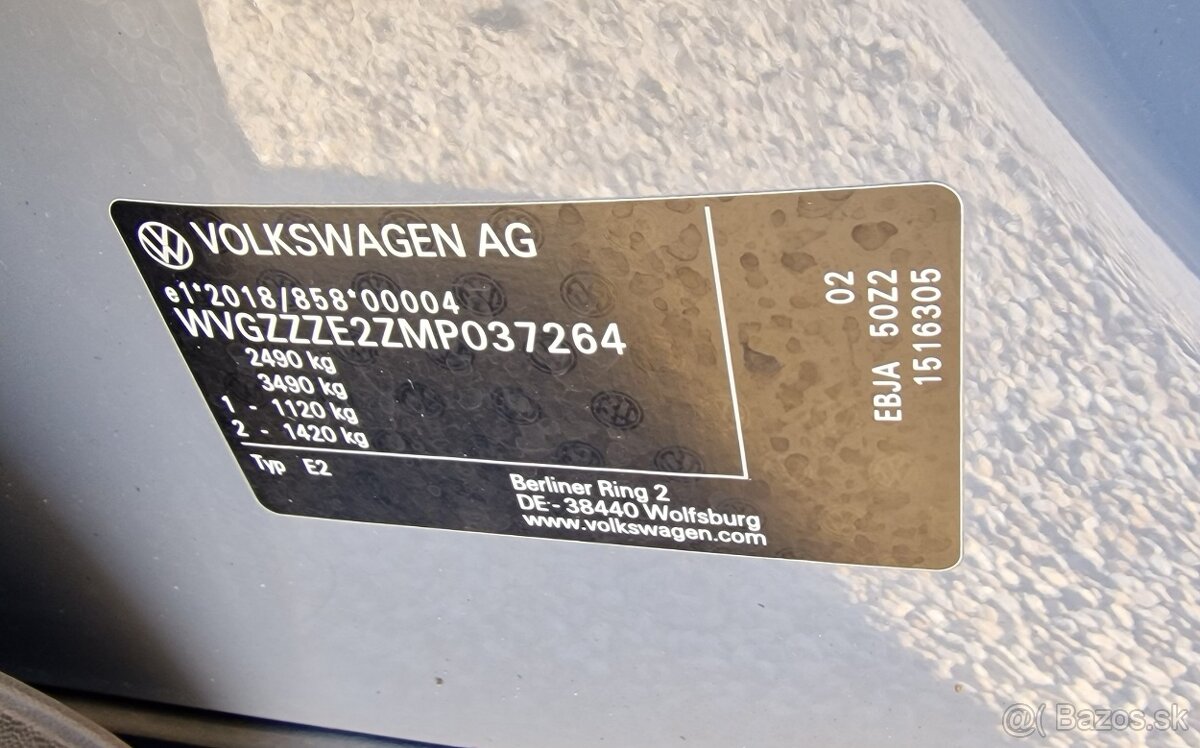 VOLKSWAGEN AG
e1*2018/858*00004
WVGZZZE2ZMP037264
2490 kg
3490 kg
1 - 1120 kg
2 - 1420 kg
Typ E2
Berliner Ring 2
DE-38440 Wolfsburg
www.volkswagen.com
02
EBJA 50Z2
1516305
@( Bazos.sk